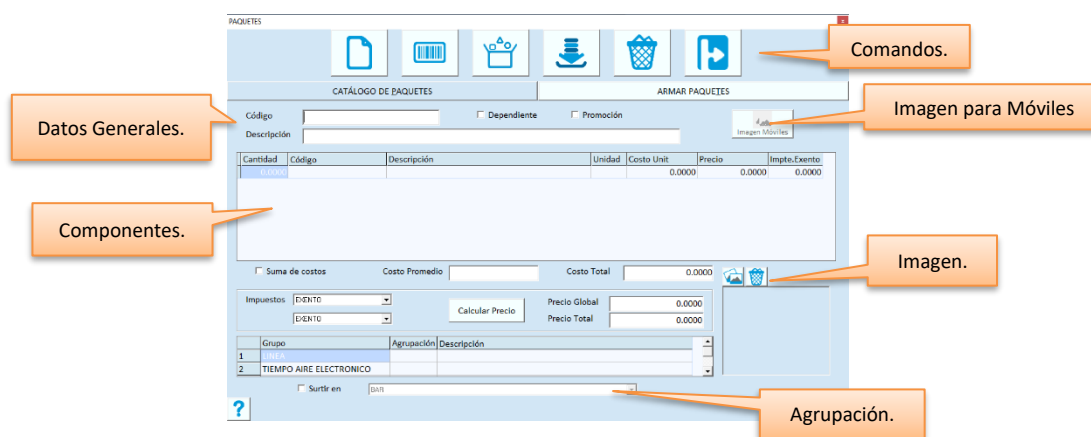 PAQUETES
x
Comandos.
CATÁLOGO DE PAQUETES ARMAR PAQUETES
Imagen para Móviles
Datos Generales.
Código Dependiente Promoción
Descripción Imagen Móviles
Cantidad Código Descripción Unidad Costo Unit Precio Impte.Exento
0.0000 0.0000 0.0000 0.0000
Componentes.
Imagen.
Suma de costos Costo Promedio Costo Total 0.0000
Impuestos EXENTO Calcular Precio Precio Global 0.0000
EXENTO Precio Total 0.0000
Grupo Agrupación Descripción
1 LINEA
2 TIEMPO AIRE ELECTRONICO
Surtir en BAR
?
Agrupación.